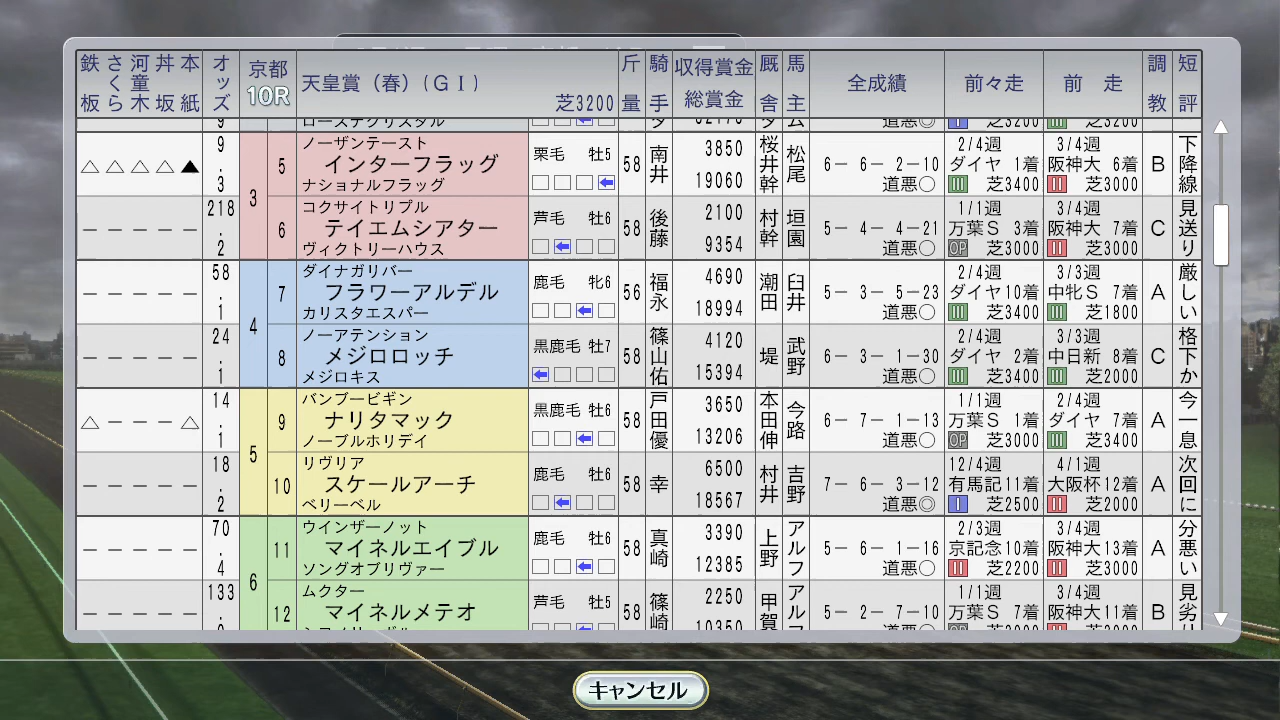 鉄板 さくら 河童木 丼坂 本紙 オッズ 京都10R 天皇賞（春）(GⅠ) 芝3200 斤量 騎手 収得賞金 総賞金 厩舎 馬主 全成績 前々走 前 走 調教 短評
△ △ △ △ ▲ 9.3 3 5 ノーザンテースト
インターフラッグ 栗毛 牡5 58 南井 3850 桜井幹 松尾 6－ 6－ 2－10 2/4週 3/4週 B 下降線
ダイヤ 1着 阪神大 6着
ナショナルフラッグ 19060 道悪○ Ⅲ 芝3400 Ⅱ 芝3000
－ － － － － 218.2 6 コクサイトリプル
テイエムシアター 芦毛 牡6 58 後藤 2100 村幹 垣園 5－ 4－ 4－21 1/1週 3/4週 C 見送り
万葉S 3着 阪神大 7着
ヴィクトリーハウス 9354 道悪○ OP 芝3000 Ⅱ 芝3000
－ － － － － 58.1 4 7 ダイナガリバー
フラワーアルデル 鹿毛 牝6 56 福永 4690 潮田 臼井 5－ 3－ 5－23 2/4週 3/3週 A 厳しい
ダイヤ10着 中牝S 7着
カリスタエスパー 18994 道悪○ Ⅲ 芝3400 Ⅲ 芝1800
－ － － － － 24.1 8 ノーアテンション
メジロロッチ 黒鹿毛 牡7 58 篠山佑 4120 堤 武野 6－ 3－ 1－30 2/4週 3/3週 C 格下か
ダイヤ 2着 中日新 8着
メジロキス 15394 道悪○ Ⅲ 芝3400 Ⅲ 芝2000
△ － － － △ 14.1 5 9 バンブービギン
ナリタマック 黒鹿毛 牡6 58 戸田優 3650 本田伸 今路 6－ 7－ 1－13 1/1週 2/4週 A 今一息
万葉S 1着 ダイヤ 7着
ノーブルホリデイ 13206 道悪○ OP 芝3000 Ⅲ 芝3400
－ － － － － 18.2 10 リヴリア
スケールアーチ 鹿毛 牡6 58 幸 6500 村井 吉野 7－ 6－ 3－12 12/4週 4/1週 A 次回に
有馬記11着 大阪杯12着
ベリーベル 18567 道悪◎ Ⅰ 芝2500 Ⅱ 芝2000
－ － － － － 70.4 6 11 ウインザーノット
マイネルエイブル 鹿毛 牡6 58 真崎 3390 上野 アルフ 5－ 6－ 1－16 2/3週 3/4週 A 分悪い
京記念10着 阪神大13着
ソングオブリヴァー 12385 道悪○ Ⅱ 芝2200 Ⅱ 芝3000
－ － － － － 133 12 ムクター
マイネルメテオ 芦毛 牡5 58 篠崎 2250 甲賀 アルフ 5－ 2－ 7－10 1/1週 3/4週 B 見劣り
万葉S 7着 阪神大11着
キャンセル